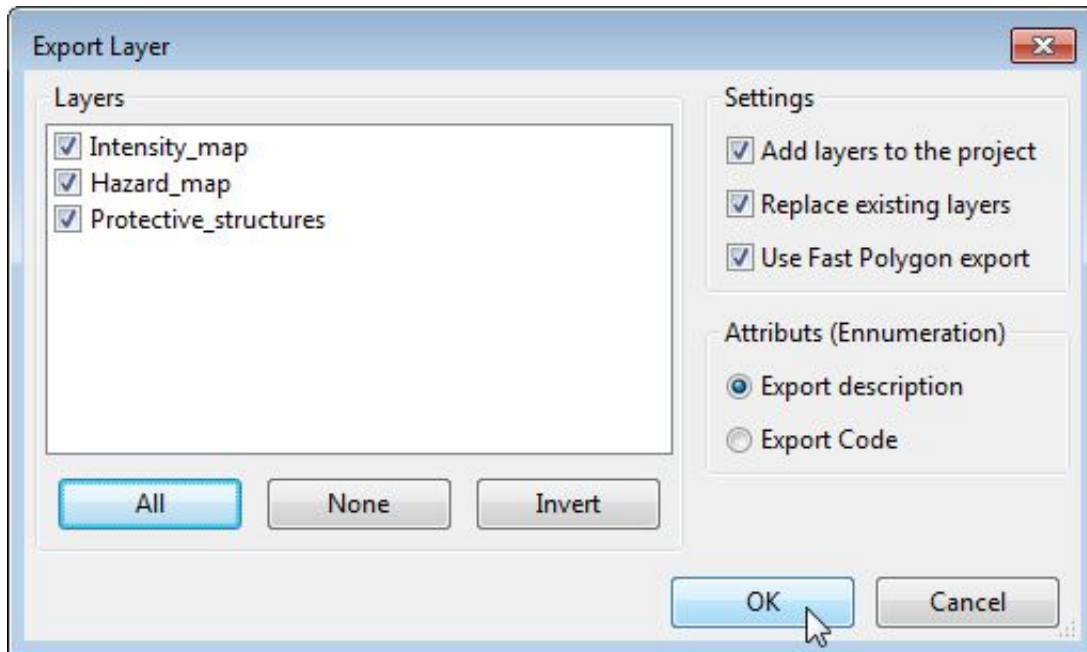 Export Layer
Layers
Intensity_map
Hazard_map
Protective_structures
All
None
Invert
Settings
Add layers to the project
Replace existing layers
Use Fast Polygon export
Attributs (Ennumeration)
Export description
Export Code
OK
Cancel